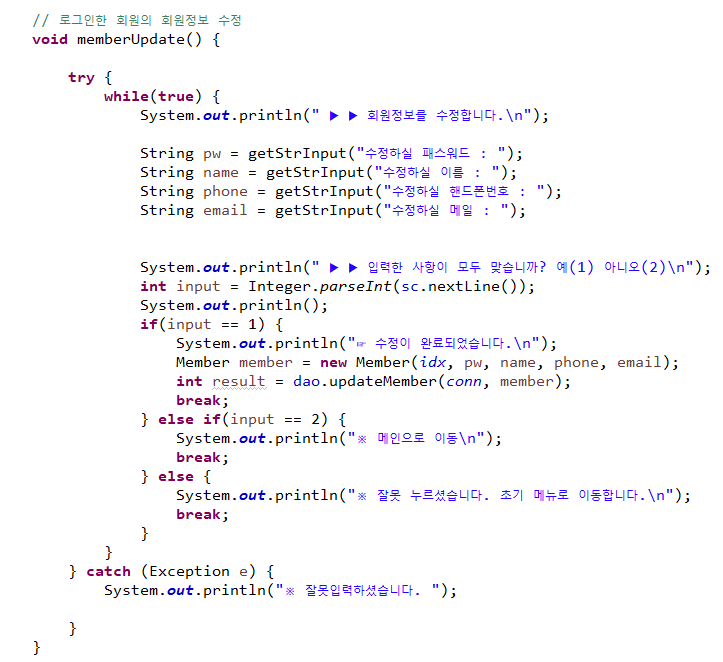 // 로그인한 회원의 회원정보 수정
void memberUpdate() {
try {
while(true) {
System.out.println(" ▶ ▶ 회원정보를 수정합니다.\n");
String pw = getStrInput("수정하실 패스워드 : ");
String name = getStrInput("수정하실 이름 : ");
String phone = getStrInput("수정하실 핸드폰번호 : ");
String email = getStrInput("수정하실 메일 : ");
System.out.println(" ▶ ▶ 입력한 사항이 모두 맞습니까? 예(1) 아니오(2)\n");
int input = Integer.parseInt(sc.nextLine());
System.out.println();
if(input == 1) {
System.out.println("☞ 수정이 완료되었습니다.\n");
Member member = new Member(idx, pw, name, phone, email);
int result = dao.updateMember(conn, member);
break;
} else if(input == 2) {
System.out.println("※ 메인으로 이동\n");
break;
} else {
System.out.println("※ 잘못 누르셨습니다. 초기 메뉴로 이동합니다.\n");
break;
}
}
} catch (Exception e) {
System.out.println("※ 잘못입력하셨습니다. ");
}
}